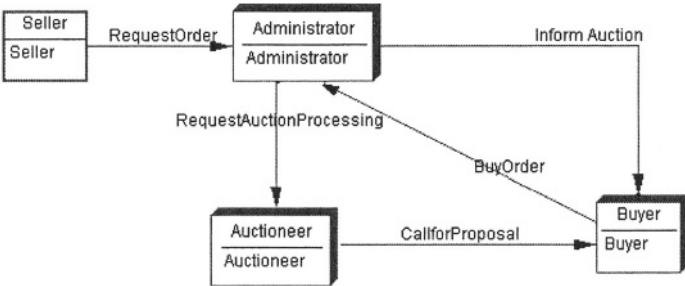 Seller
Seller
RequestOrder
Administrator
Administrator
Inform Auction
RequestAuctionProcessing
BuyOrder
Auctioneer
Auctioneer
CallforProposal
Buyer
Buyer